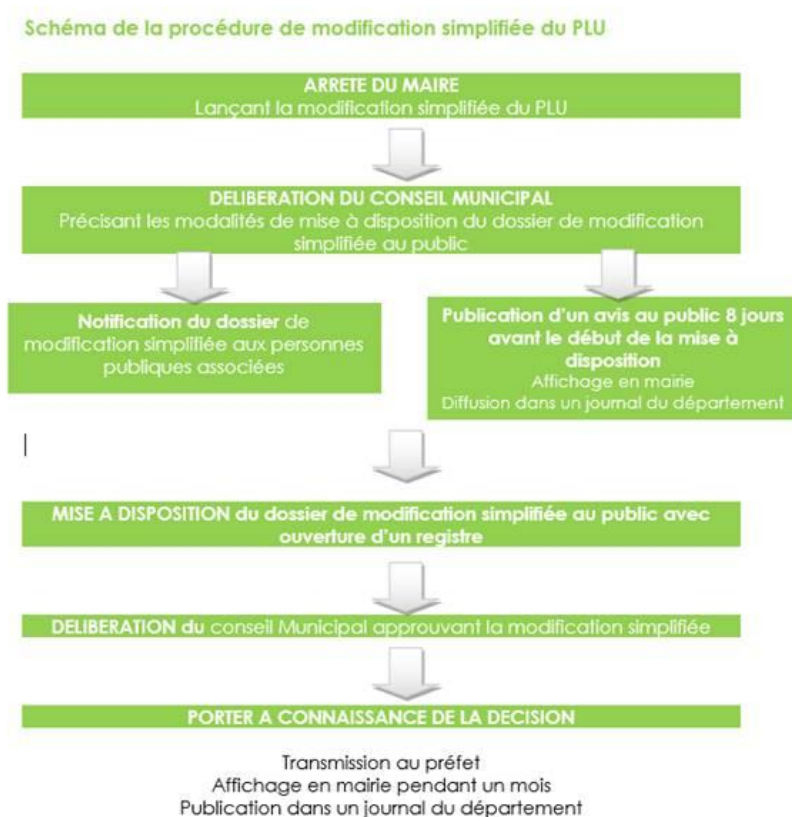 Schéma de la procédure de modification simplifiée du PLU
ARRETE DU MAIRE
Lançant la modification simplifiée du PLU
DELIBERATION DU CONSEIL MUNICIPAL
Précisant les modalités de mise à disposition du dossier de modification
simplifiée au public
Notification du dossier de
modification simplifiée aux personnes
publiques associées
Publication d'un avis au public 8 jours
avant le début de la mise à
disposition
Affichage en mairie
Diffusion dans un journal du département
MISE A DISPOSITION du dossier de modification simplifiée au public avec
ouverture d'un registre
DELIBERATION du conseil Municipal approuvant la modification simplifiée
PORTER A CONNAISSANCE DE LA DECISION
Transmission au préfet
Affichage en mairie pendant un mois
Publication dans un journal du département